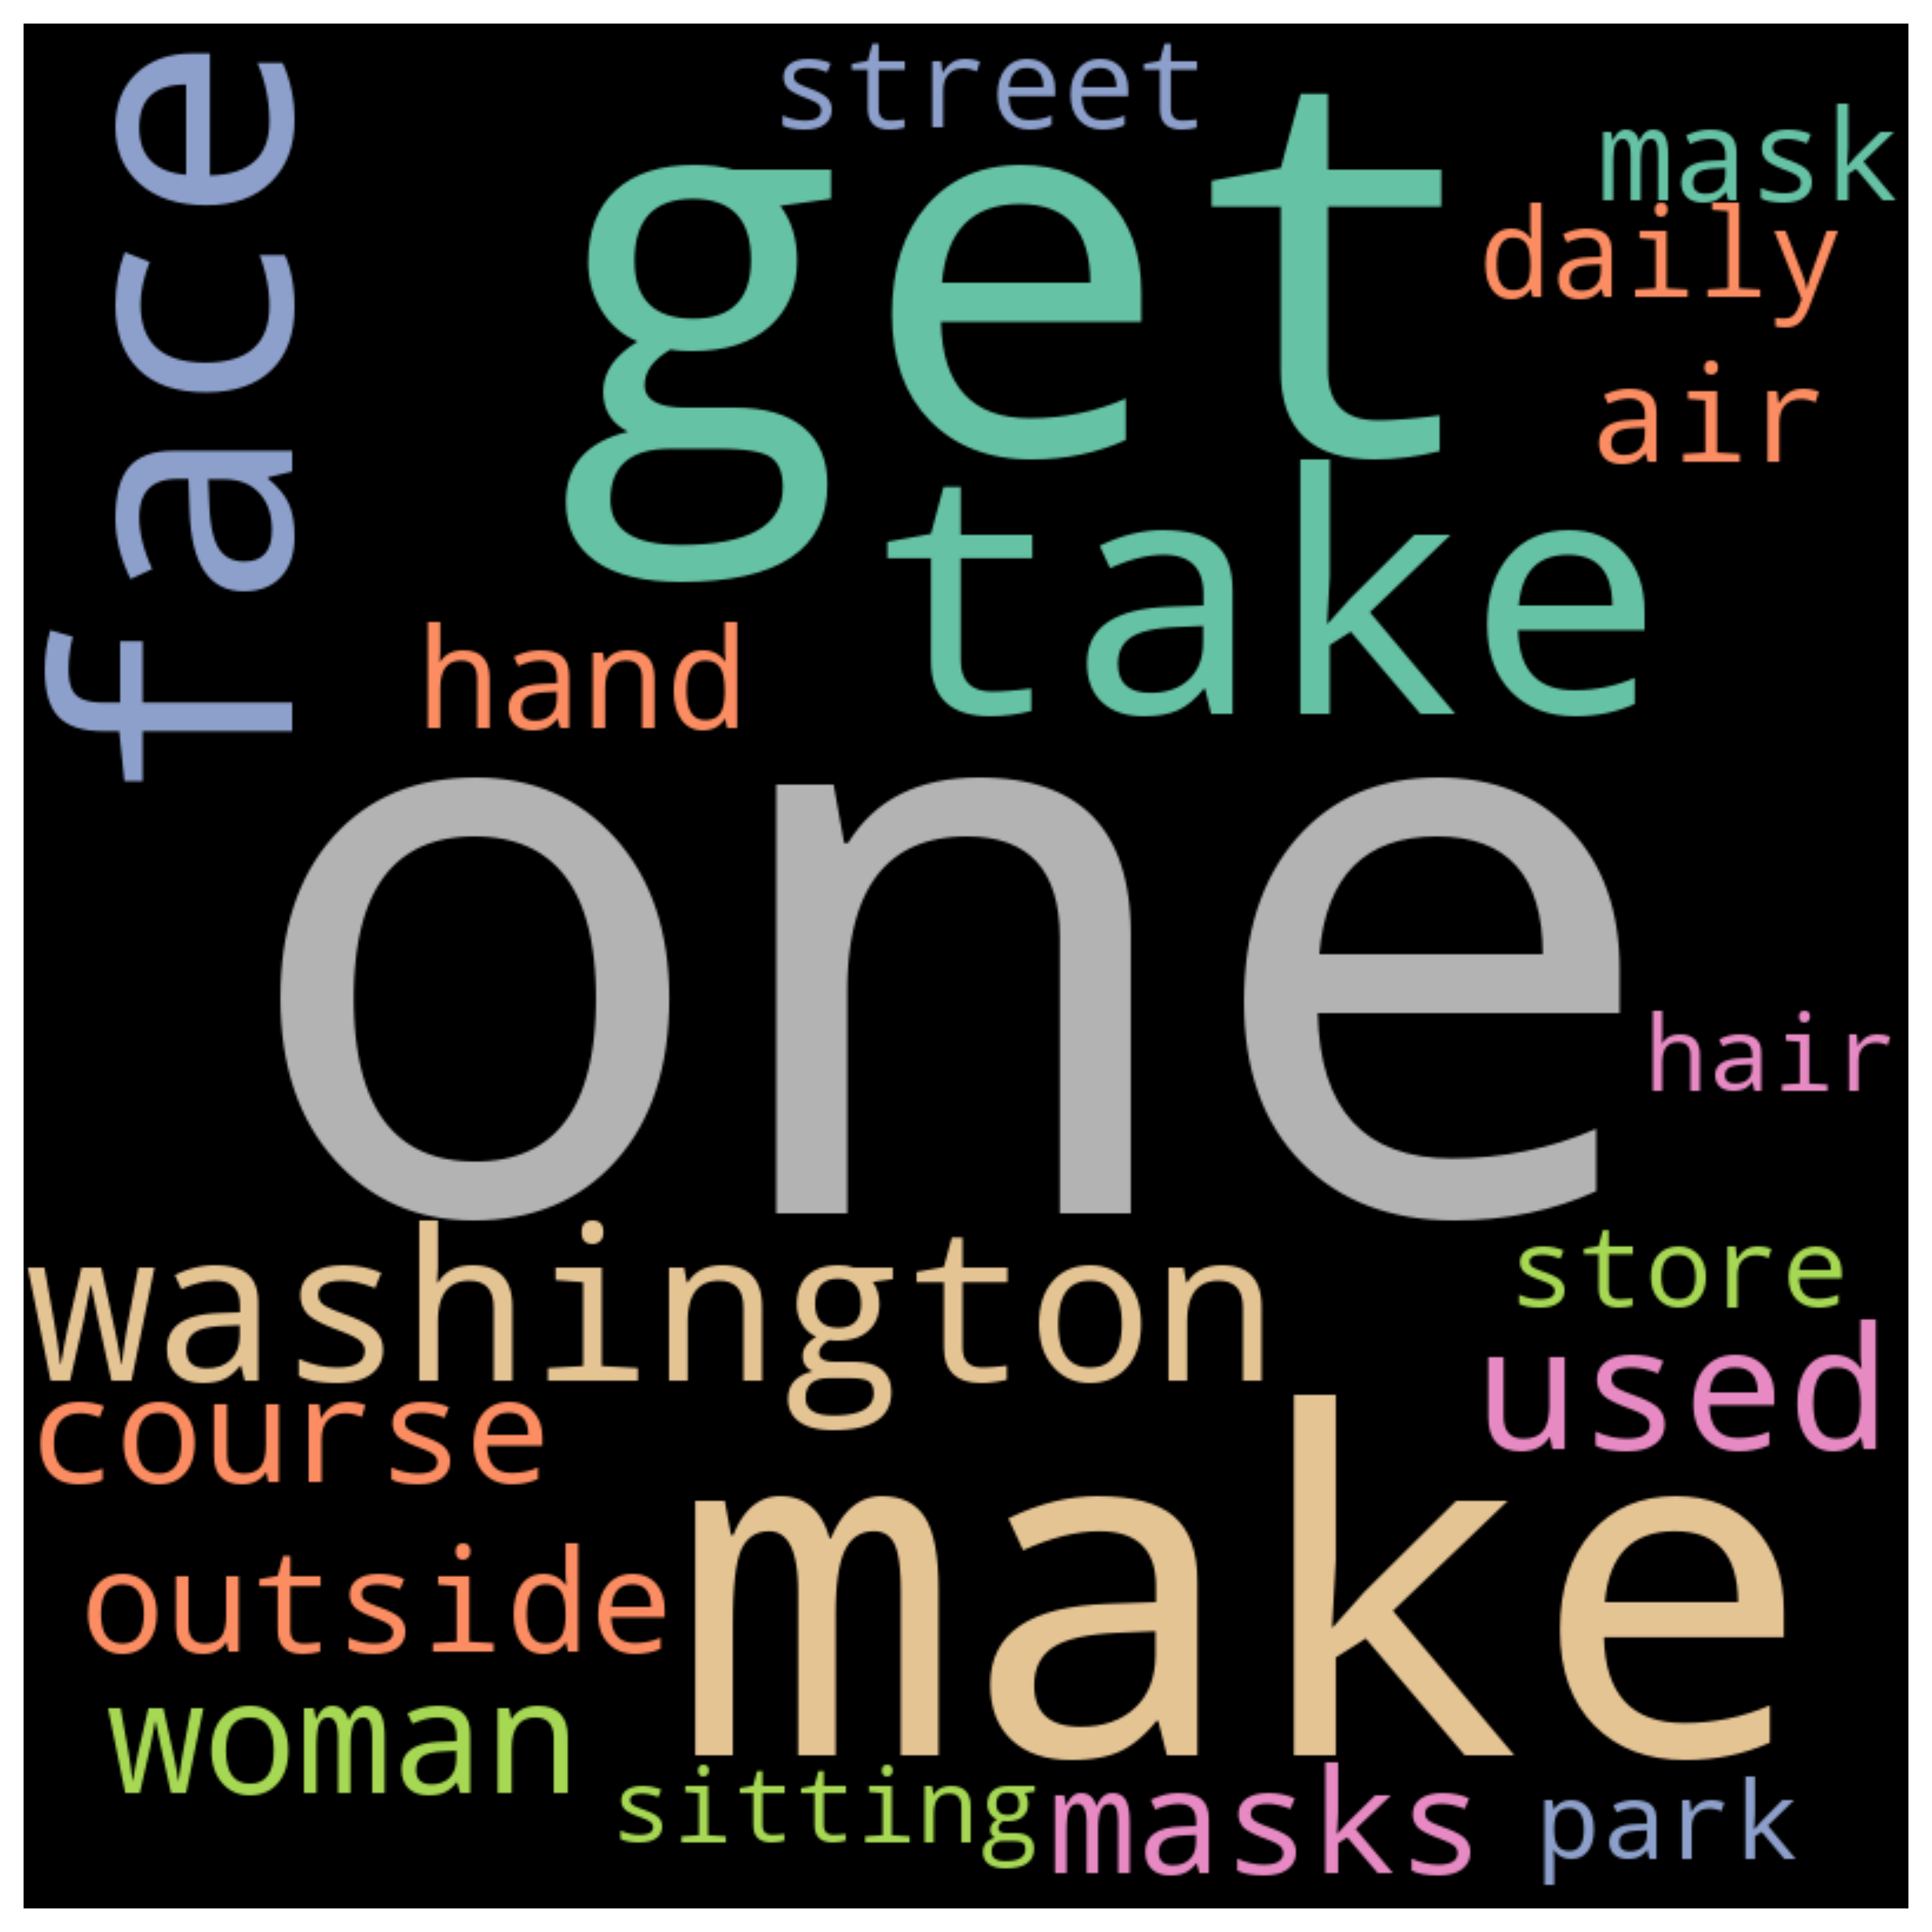 street
face
get
mask
daily
air
take
hand
one
hair
washington
store
used
course
make
outside
woman
sitting
masks
park